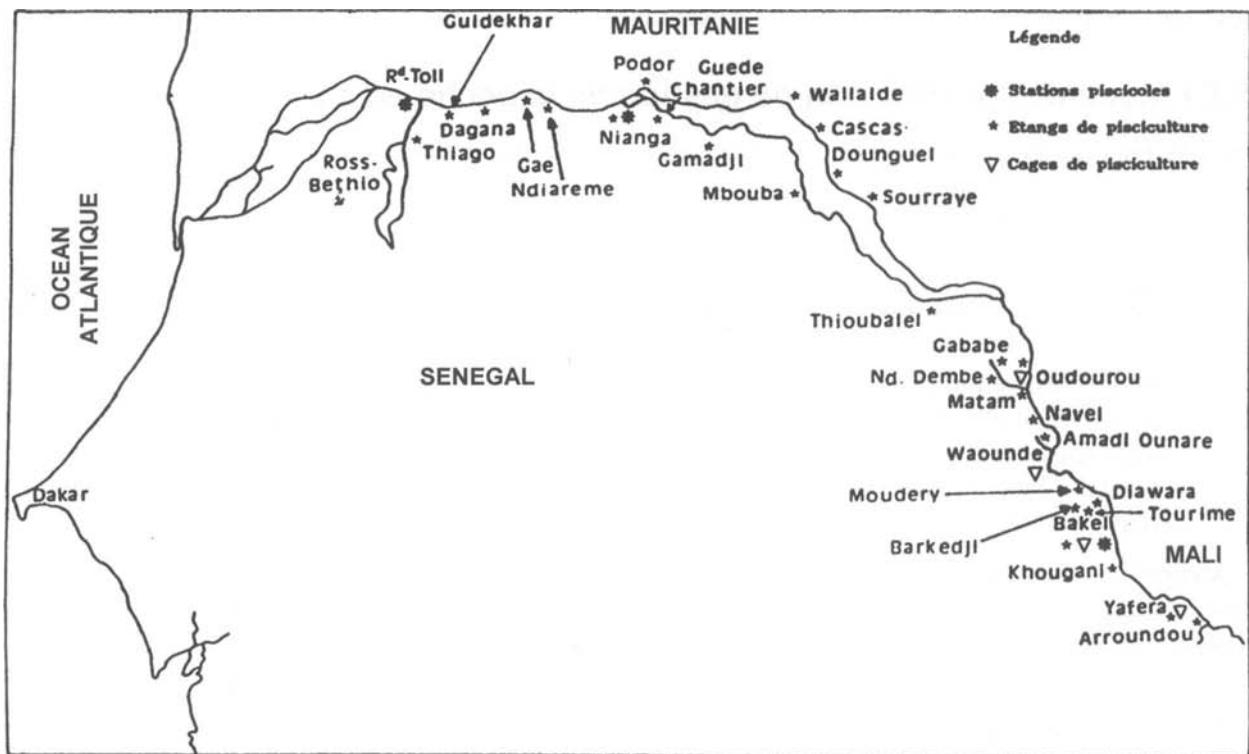 MAURITANIE
Guidekhar
Légende
Rd-Toll
Podor
Guede
Chantier
Stations piscicoles
Wallalde
Dagana
Nianga
Cascas
Etangs de pisciculture
Thiago
Gae
Gamadji
Dounguel
Cages de pisciculture
Ross-
Bethio
Ndiareme
Mbouba
Sourraye
OCEAN
ATLANTIQUE
Thioubalel
Gababe
SENEGAL
Nd. Dembe
Oudourou
Matam
Navel
Amadi Ounare
Waounde
Moudery
Diawara
Dakar
Tourime
Bakel
Barkedji
MALI
Khougani
Yafera
Arroundou